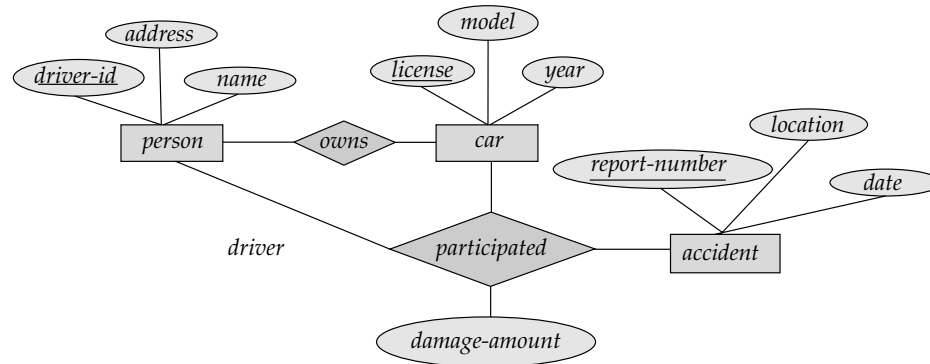 model
address
driver-id
name
license
year
person
owns
car
location
report-number
date
driver
participated
accident
damage-amount